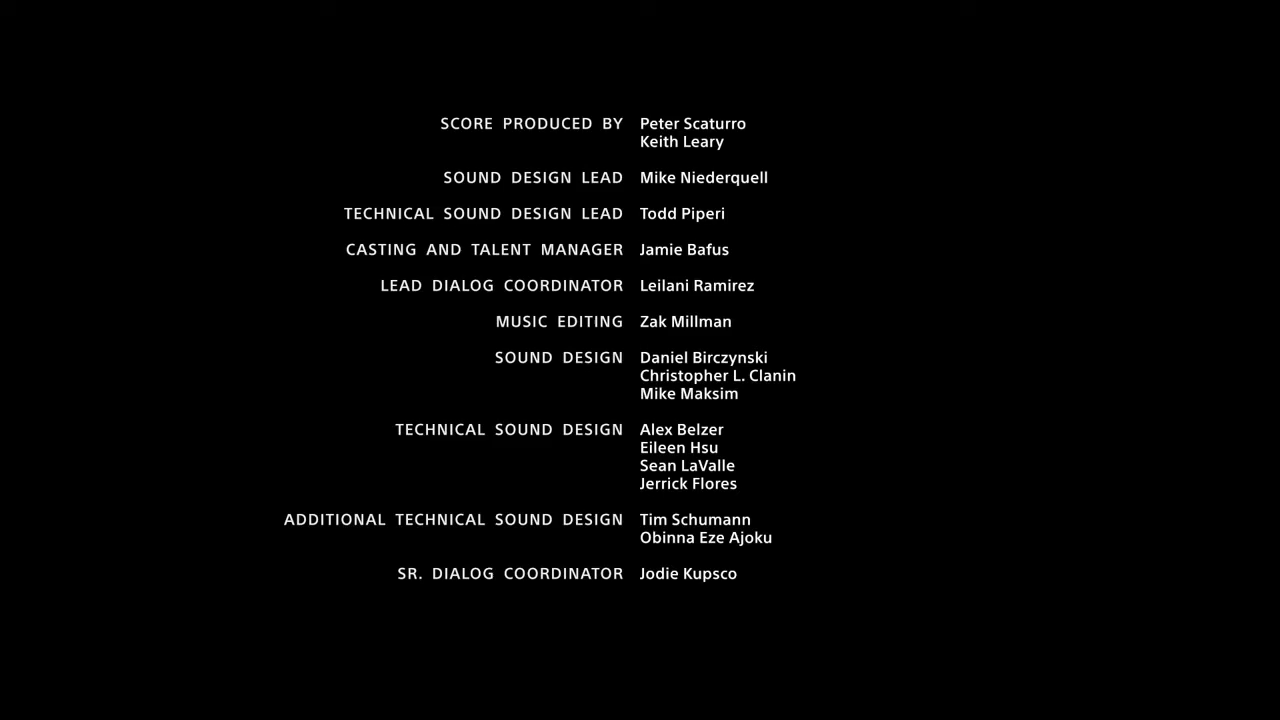 SCORE PRODUCED BY Peter Scaturro
Keith Leary
SOUND DESIGN LEAD Mike Niederquell
TECHNICAL SOUND DESIGN LEAD Todd Piperi
CASTING AND TALENT MANAGER Jamie Bafus
LEAD DIALOG COORDINATOR Leilani Ramirez
MUSIC EDITING Zak Millman
SOUND DESIGN Daniel Birczynski
Christopher L. Clanin
Mike Maksim
TECHNICAL SOUND DESIGN Alex Belzer
Eileen Hsu
Sean LaValle
Jerrick Flores
ADDITIONAL TECHNICAL SOUND DESIGN Tim Schumann
Obinna Eze Ajoku
SR. DIALOG COORDINATOR Jodie Kupsco